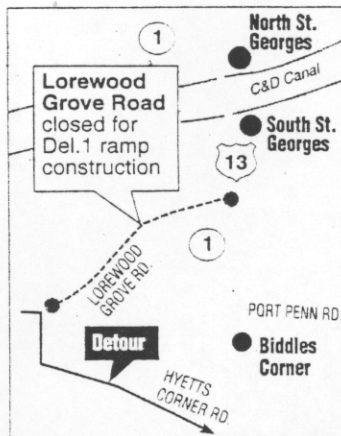 1
North St.
Georges
Lorewood
Grove Road
closed for
Del.1 ramp
construction
C&D Canal
South St.
Georges
13
1
LOREWOOD
GROVE RD.
PORT PENN RD.
Detour
Biddles
Corner
HYETTS
CORNER RD.